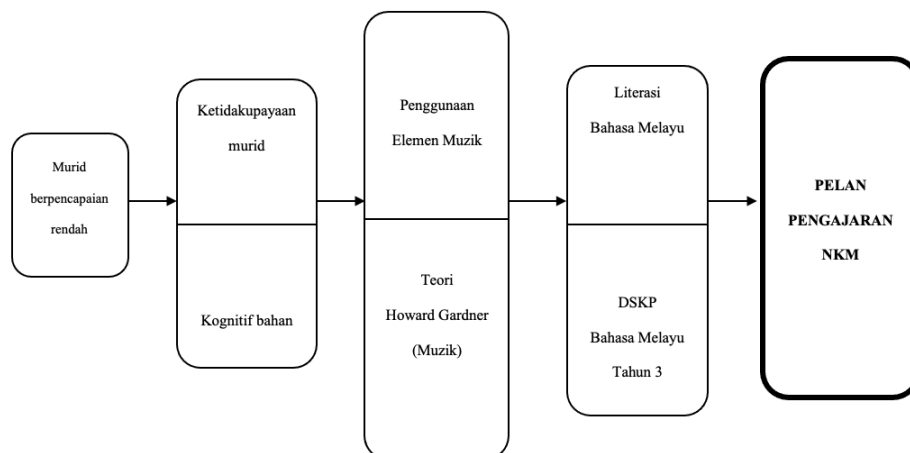 Murid
berpencapaian
rendah
Ketidakupayaan
murid
Kognitif bahan
Penggunaan
Elemen Muzik
Teori
Howard Gardner
(Muzik)
Literasi
Bahasa Melayu
DSKP
Bahasa Melayu
Tahun 3
PELAN
PENGAJARAN
NKM